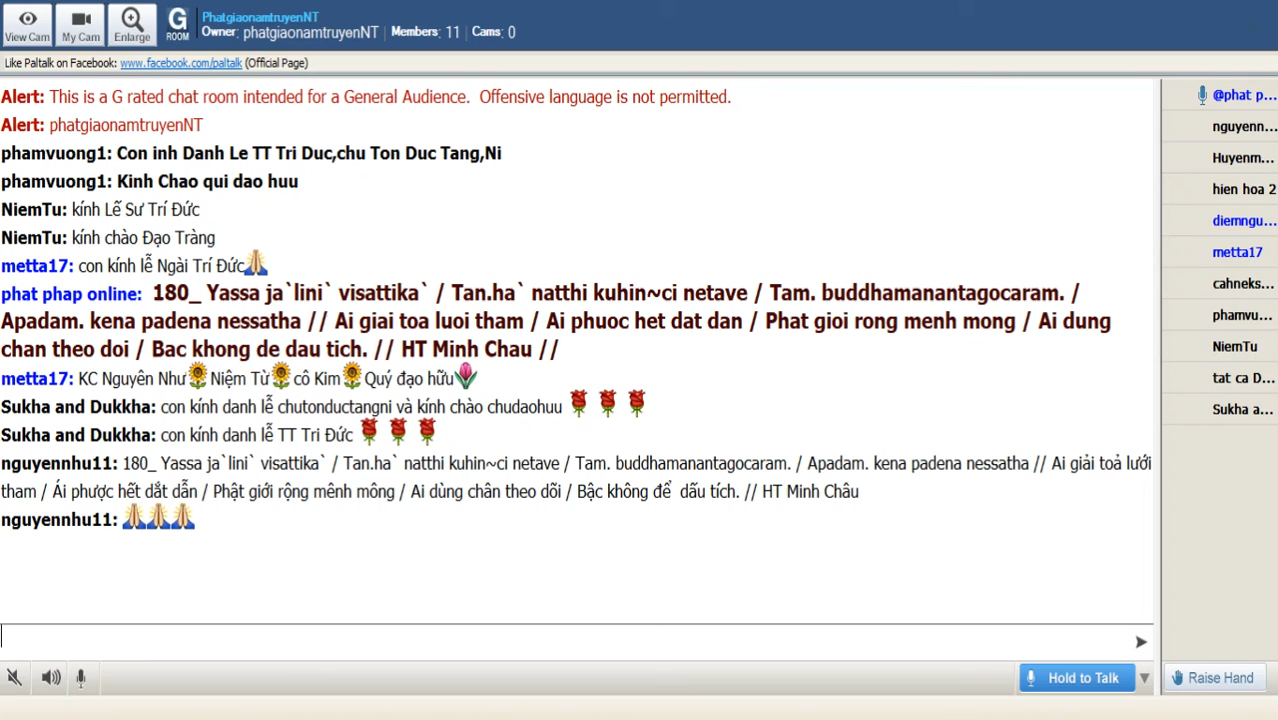 PhatgiaonamtruyenNT
Owner: phatgiaonamtruyenNT | Members: 11 | Cams: 0
View Cam My Cam Enlarge G ROOM
Like Paltalk on Facebook: www.facebook.com/paltalk (Official Page)
Alert: This is a G rated chat room intended for a General Audience. Offensive language is not permitted.
Alert: phatgiaonamtruyenNT
phamvuong1: Con inh Danh Le TT Tri Duc,chu Ton Duc Tang,Ni
phamvuong1: Kinh Chao qui dao huu
NiemTu: kính Lế Sư Trí Đức
NiemTu: kính chào Đạo Tràng
metta17: con kính lễ Ngài Trí Đức🙏
phat phap online: 180_ Yassa ja`lini` visattika` / Tan.ha` natthi kuhin~ci netave / Tam. buddhamanantagocaram. /
Apadam. kena padena nessatha // Ai giai toa luoi tham / Ai phuoc het dat dan / Phat gioi rong menh mong / Ai dung
chan theo doi / Bac khong de dau tich. // HT Minh Chau //
metta17: KC Nguyên Như🌻Niệm Từ🌻cô Kim🌻Quý đạo hữu🌷
Sukha and Dukkha: con kính danh lễ chutonductangni và kính chào chudaohuu 🌹 🌹 🌹
Sukha and Dukkha: con kính danh lễ TT Tri Đức 🌹 🌹 🌹
nguyennhu11: 180_ Yassa ja`lini` visattika` / Tan.ha` natthi kuhin~ci netave / Tam. buddhamanantagocaram. / Apadam. kena padena nessatha // Ai giải toả lưới
tham / Ái phược hết dắt dẫn / Phật giới rộng mênh mông / Ai dùng chân theo dõi / Bậc không để dấu tích. // HT Minh Châu
nguyennhu11: 🙏🙏🙏
@phat p...
nguyenn...
Huyenm...
hien hoa 2
diemngu...
metta17
cahneks...
phamvu...
NiemTu
tat ca D...
Sukha a...
Hold to Talk
Raise Hand